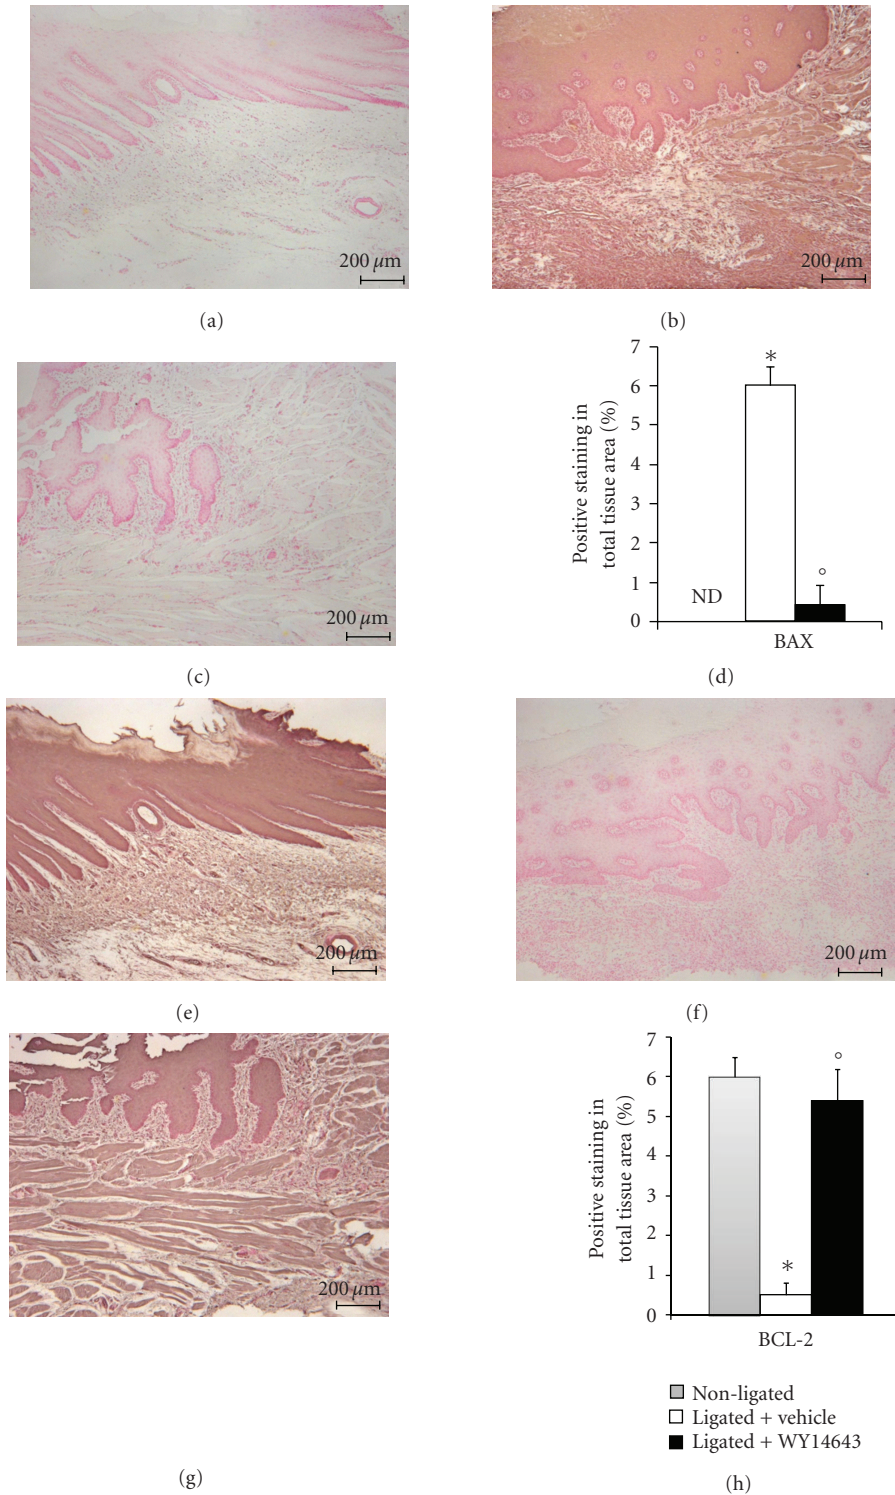 200 µm
200 µm
(a)
(b)
200 µm
(c)
7
6
5
4
3
2
1
0
Positive staining in
total tissue area (%)
*
ND
°
BAX
(d)
200 µm
(e)
200 µm
(f)
200 µm
(g)
7
6
5
4
3
2
1
0
Positive staining in
total tissue area (%)
*
°
BCL-2
Non-ligated
Ligated + vehicle
Ligated + WY14643
(h)